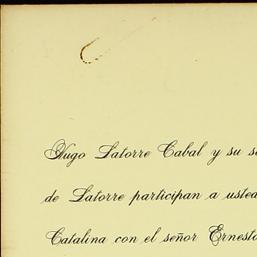 Hugo Latorre Cabal y su
de Latorre participan a usted
Catalina con el señor Ernesto